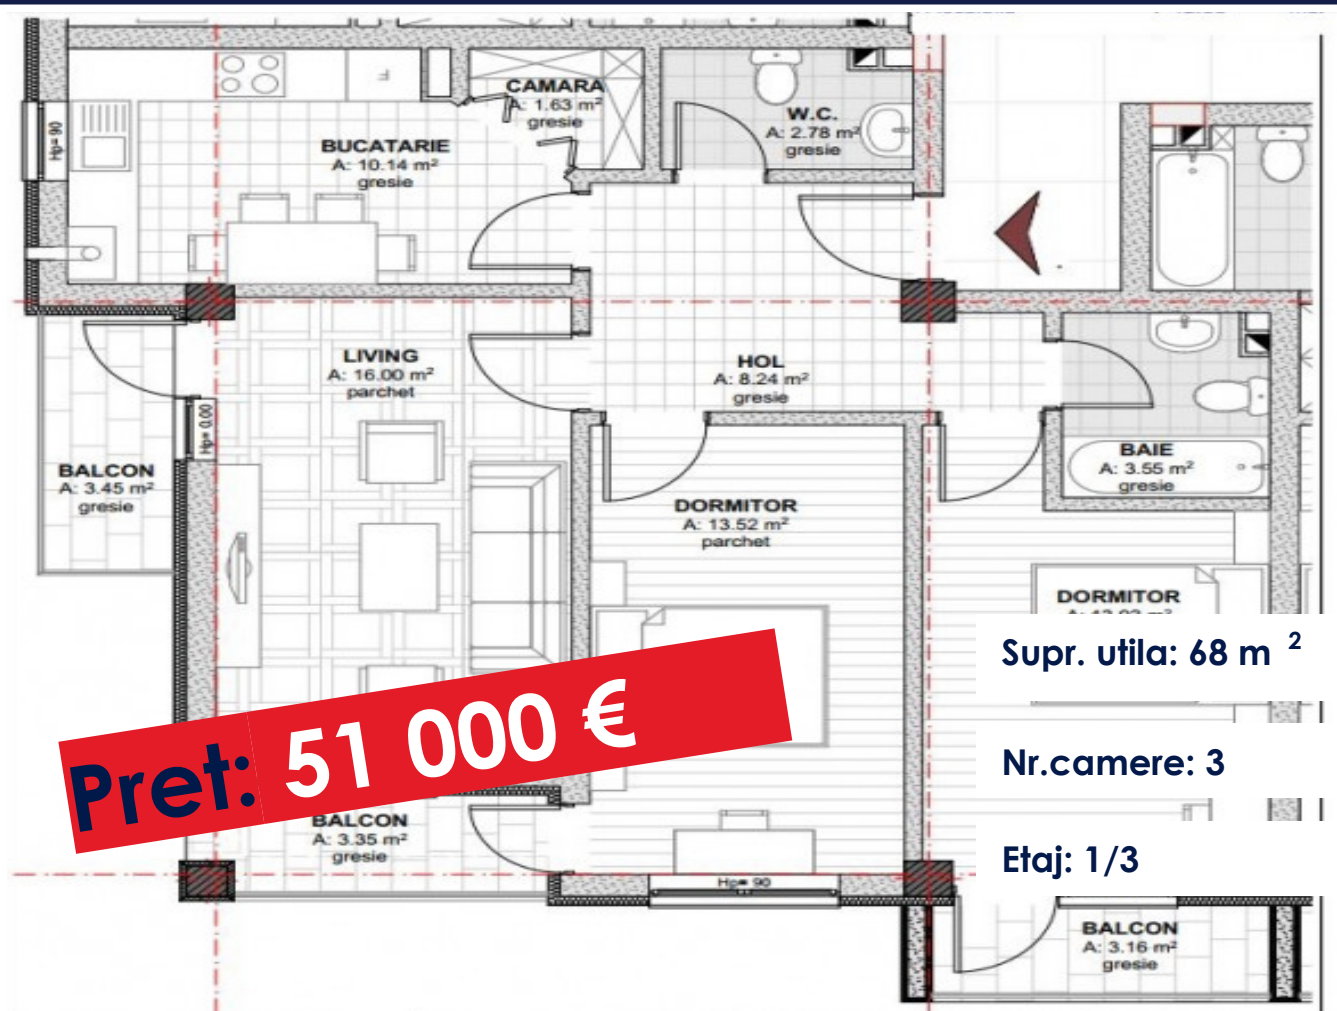 CAMARA
A: 1.63 m²
gresie
W.C.
A: 2.78 m²
gresie
Hp= 90
BUCATARIE
A: 10.14 m²
gresie
LIVING
A: 16.00 m²
parchet
HOL
A: 8.24 m²
gresie
Hp= 0.00
BALCON
A: 3.45 m²
gresie
BAIE
A: 3.55 m²
gresie
DORMITOR
A: 13.52 m²
parchet
DORMITOR
Supr. utila: 68 m ²
Pret: 51 000 €
Nr.camere: 3
BALCON
A: 3.35 m²
gresie
Etaj: 1/3
Hp= 90
BALCON
A: 3.16 m²
gresie